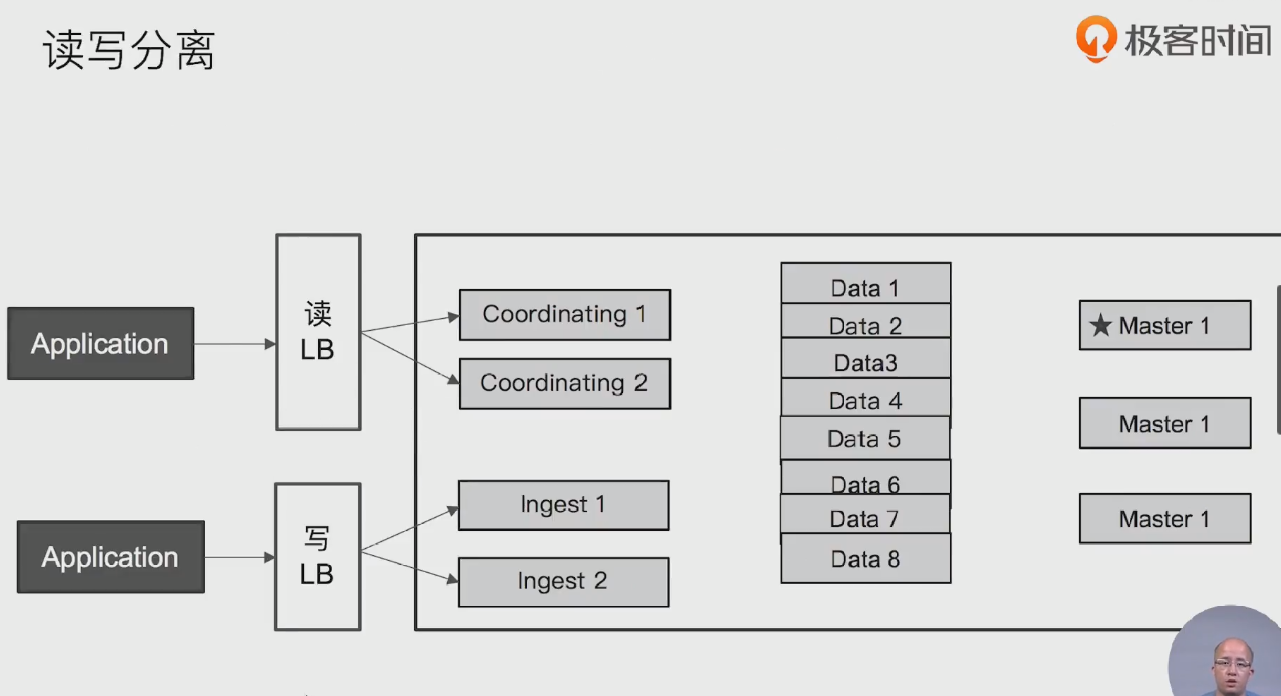 读写分离
极客时间
Application
读
LB
Coordinating 1
Coordinating 2
Data 1
Data 2
Data3
Data 4
Data 5
Data 6
Data 7
Data 8
★ Master 1
Master 1
Master 1
Application
写
LB
Ingest 1
Ingest 2